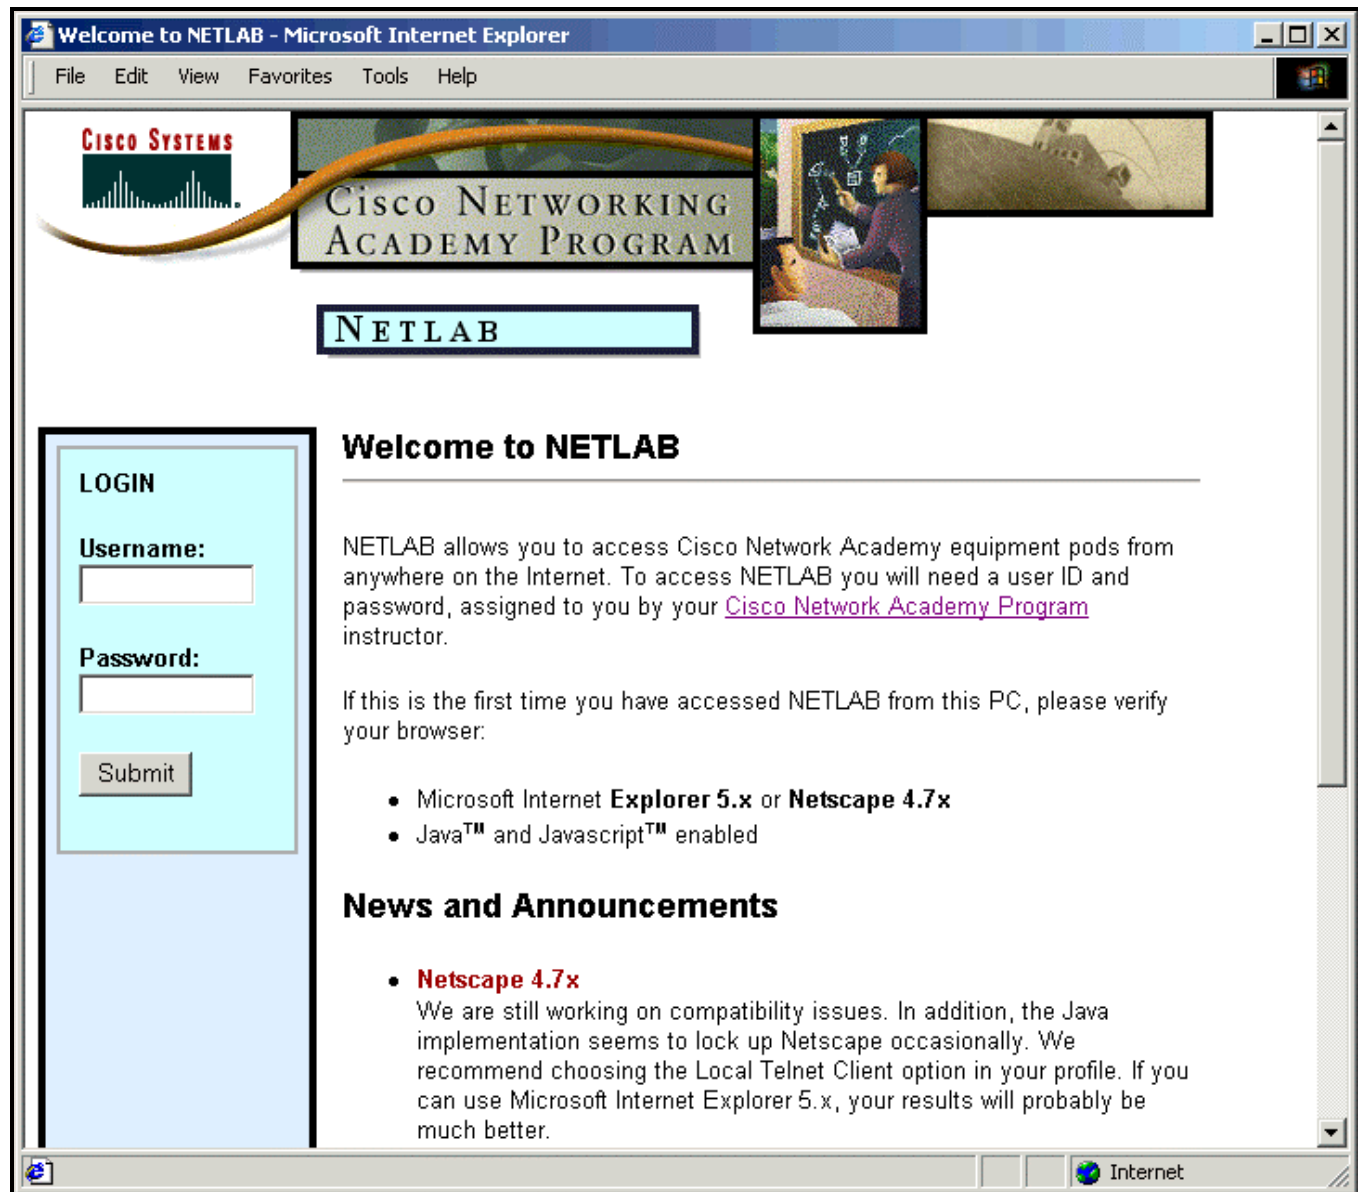 Welcome to NETLAB - Microsoft Internet Explorer
File Edit View Favorites Tools Help
CISCO SYSTEMS
CISCO NETWORKING
ACADEMY PROGRAM
NETLAB
LOGIN
Username:
Password:
Submit
Welcome to NETLAB
NETLAB allows you to access Cisco Network Academy equipment pods from
anywhere on the Internet. To access NETLAB you will need a user ID and
password, assigned to you by your Cisco Network Academy Program
instructor.
If this is the first time you have accessed NETLAB from this PC, please verify
your browser:
• Microsoft Internet Explorer 5.x or Netscape 4.7x
• Java™ and Javascript™ enabled
News and Announcements
• Netscape 4.7x
We are still working on compatibility issues. In addition, the Java
implementation seems to lock up Netscape occasionally. We
recommend choosing the Local Telnet Client option in your profile. If you
can use Microsoft Internet Explorer 5.x, your results will probably be
much better.
Internet